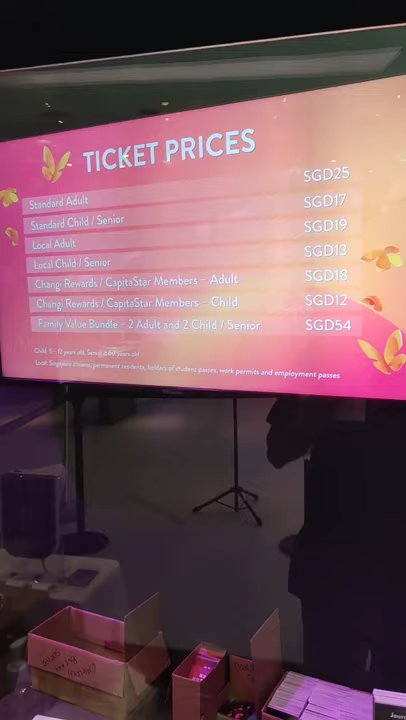 TICKET PRICES
Standard Adult SGD25
Standard Child / Senior SGD17
Local Adult SGD19
Local Child / Senior SGD13
Changi Rewards / CapitaStar Members – Adult SGD18
Changi Rewards / CapitaStar Members – Child SGD12
Family Value Bundle – 2 Adult and 2 Child / Senior SGD54
Child: 3 - 12 years old, Senior: years old
Local: Singapore citizens, permanent residents, holders of student passes, work permits and employment passes